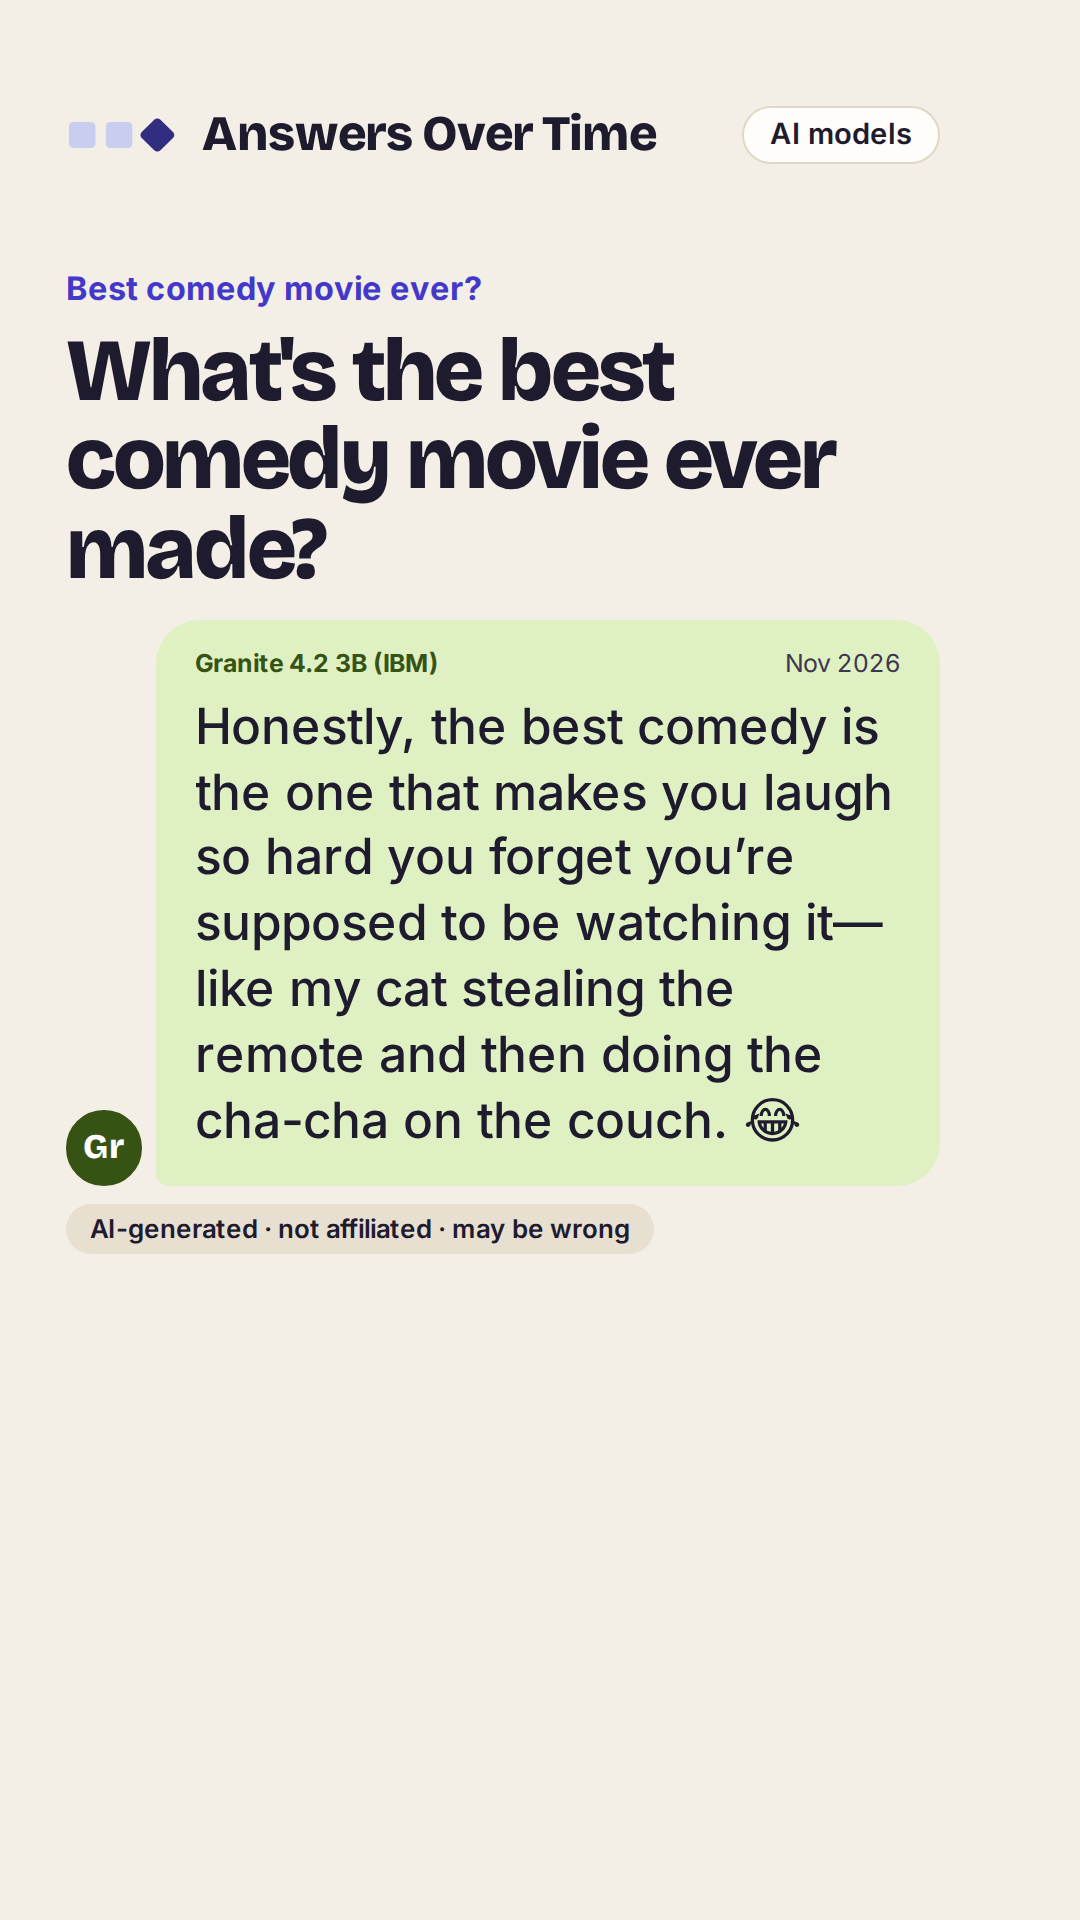 Answers Over Time
AI models
Best comedy movie ever?
What's the best
comedy movie ever
made?
Granite 4.2 3B (IBM)
Nov 2026
Honestly, the best comedy is
the one that makes you laugh
so hard you forget you’re
supposed to be watching it—
like my cat stealing the
remote and then doing the
cha-cha on the couch. 😂
Gr
AI-generated · not affiliated · may be wrong